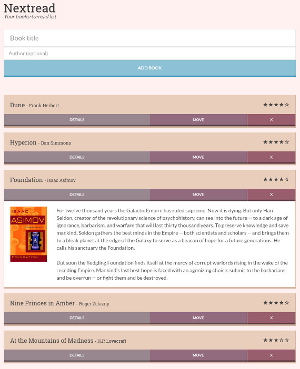 Nextread
Your books to read list
Book title
Author (optional)
ADD BOOK
Dune - Frank Herbert ★★★★☆
DETAILS MOVE X
Hyperion - Dan Simmons ★★★★☆
DETAILS MOVE X
Foundation - Isaac Asimov ★★★★☆
DETAILS MOVE X
ISAAC
ASIMOV
For twelve thousand years the Galactic Empire has ruled supreme. Now it is dying. But only Hari
Seldon, creator of the revolutionary science of psychohistory, can see into the future -- to a dark age of
ignorance, barbarism, and warfare that will last thirty thousand years. To preserve knowledge and save
mankind, Seldon gathers the best minds in the Empire -- both scientists and scholars -- and brings them
to a bleak planet at the edge of the Galaxy to serve as a beacon of hope for a future generations. He
calls his sanctuary the Foundation.
But soon the fledgling Foundation finds itself at the mercy of corrupt warlords rising in the wake of the
receding Empire. Mankind's last best hope is faced with an agonizing choice: submit to the barbarians
and be overrun -- or fight them and be destroyed.
Nine Princes in Amber - Roger Zelazny ★★★★☆
DETAILS MOVE X
At the Mountains of Madness - H.P. Lovecraft ★★★★☆
DETAILS MOVE X